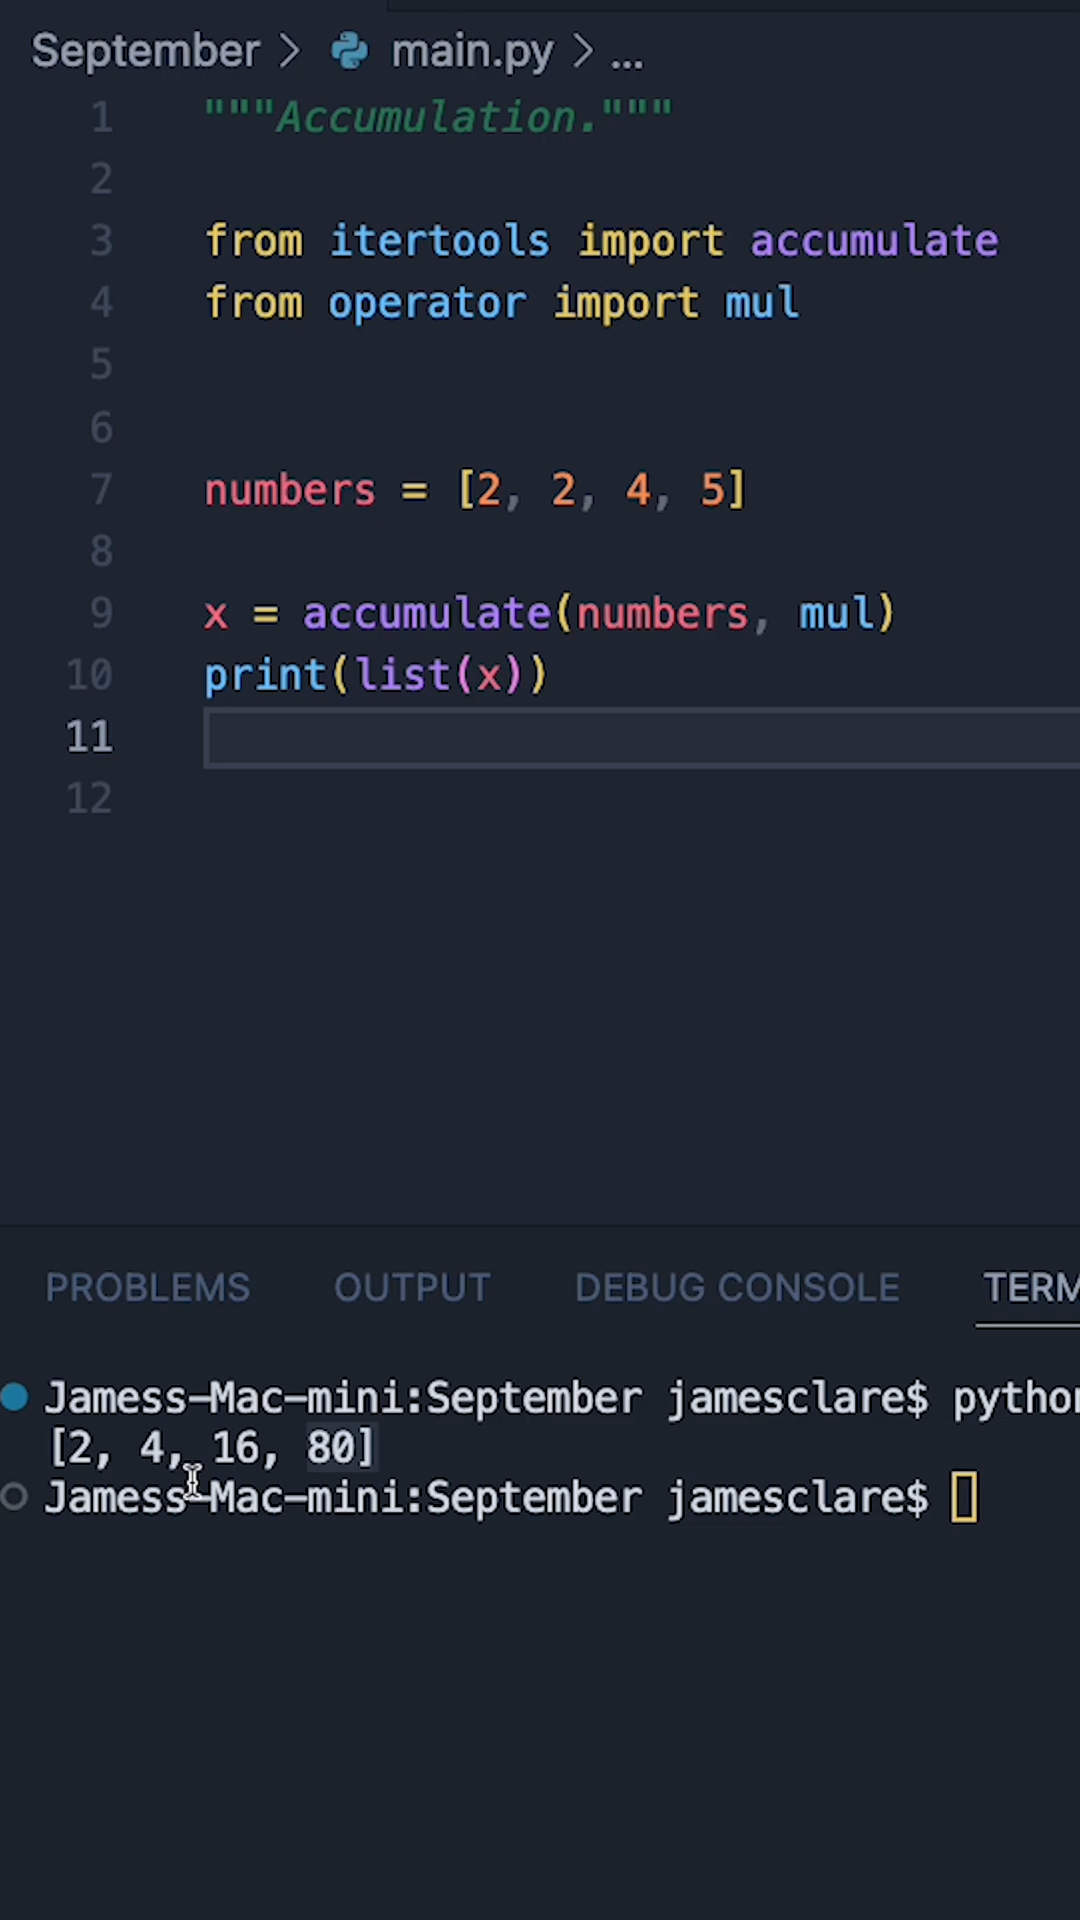 September > main.py > ...
1 """Accumulation."""
2
3 from itertools import accumulate
4 from operator import mul
5
6
7 numbers = [2, 2, 4, 5]
8
9 x = accumulate(numbers, mul)
10 print(list(x))
11
12
PROBLEMS OUTPUT DEBUG CONSOLE TERM
Jamess-Mac-mini:September jamesclare$ python
[2, 4, 16, 80]
Jamess-Mac-mini:September jamesclare$